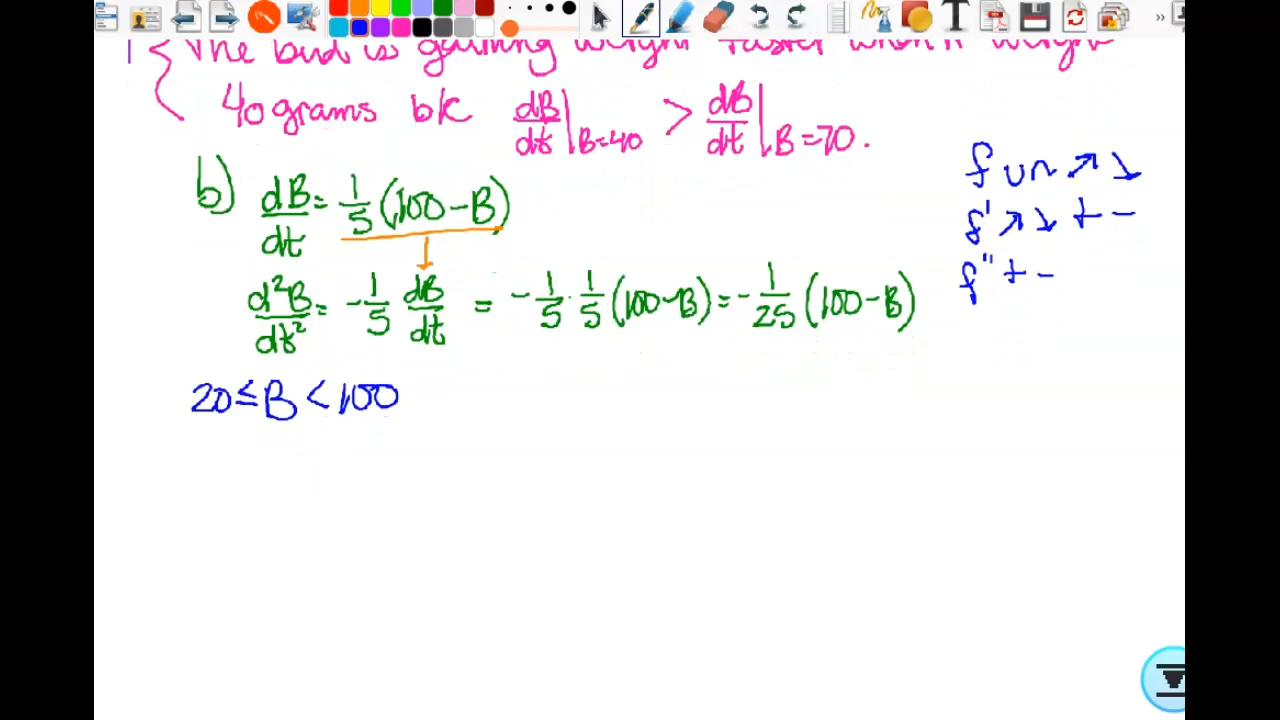 The bird is gaining weight faster when it weighs
40 grams b/c dB/dt|B=40 > dB/dt|B=70.
b) dB/dt = 1/5 (100 - B)
d²B/dt² = -1/5 dB/dt = -1/5 · 1/5 (100 - B) = -1/25 (100 - B)
20 ≤ B < 100
f ∪ ∩ ↗ ↘
f' ↗ ↘ + -
f" + -
T
»